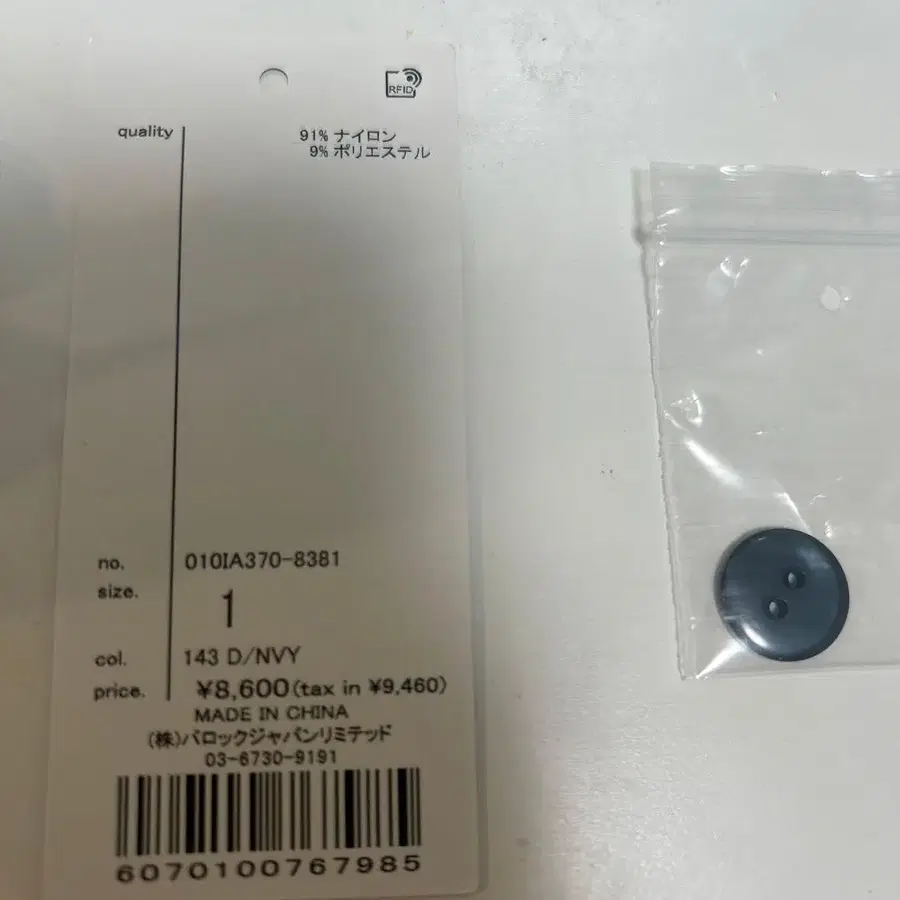 RFID
quality
91% ナイロン
9% ポリエステル
no. 010IA370-8381
size. 1
col. 143 D/NVY
price. ¥8,600(tax in ¥9,460)
MADE IN CHINA
(株)バロックジャパンリミテッド
03-6730-9191
6070100767985